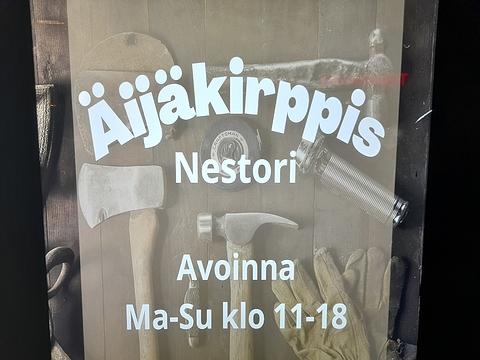 Äijäkirppis
Nestori
Avoinna
Ma-Su klo 11-18